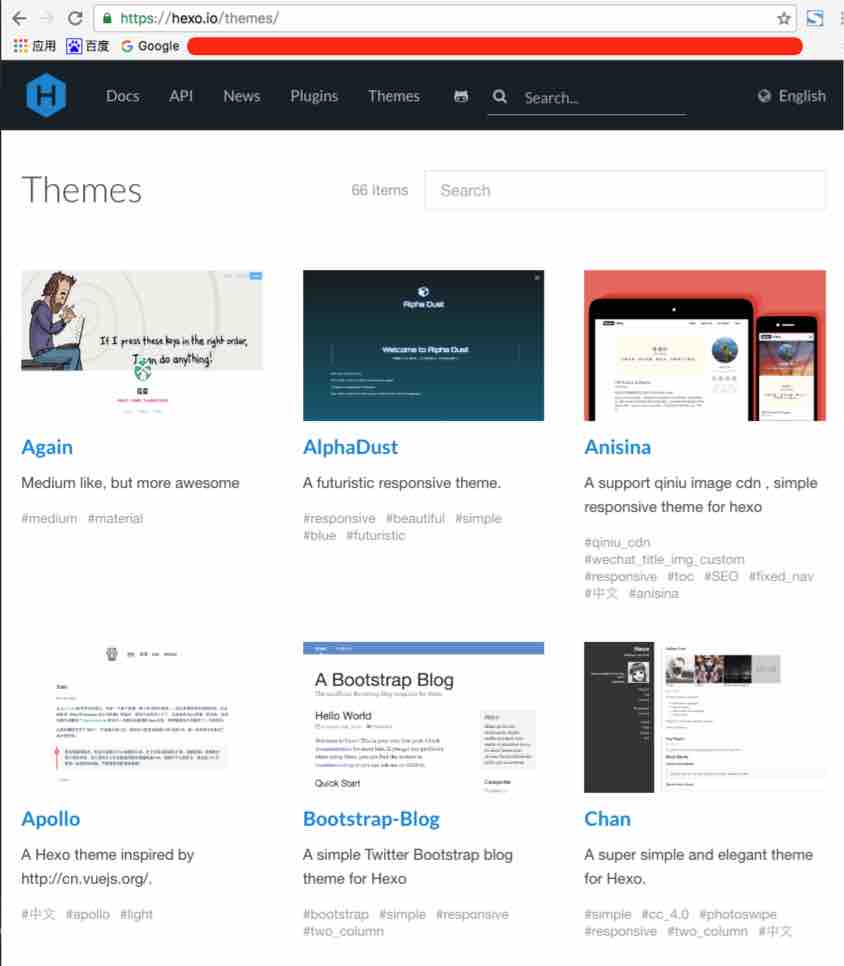 https://hexo.io/themes/
应用 百度 Google
Docs API News Plugins Themes Search... English
Themes 66 items Search
If I press these keys in the right order,
I can do anything!
Alpha Dust
Welcome to Alpha Dust
Again AlphaDust Anisina
Medium like, but more awesome
A futuristic responsive theme.
A support qiniu image cdn , simple
responsive theme for hexo
#medium #material
#responsive #beautiful #simple
#blue #futuristic
#qiniu_cdn
#wechat_title_img_custom
#responsive #toc #SEO #fixed_nav
#中文 #anisina
A Bootstrap Blog
Hello World
Quick Start
Apollo Bootstrap-Blog Chan
A Hexo theme inspired by
http://cn.vuejs.org/.
A simple Twitter Bootstrap blog
theme for Hexo
A super simple and elegant theme
for Hexo.
#中文 #apollo #light
#bootstrap #simple #responsive
#two_column
#simple #cc_4.0 #photoswipe
#responsive #two_column #中文